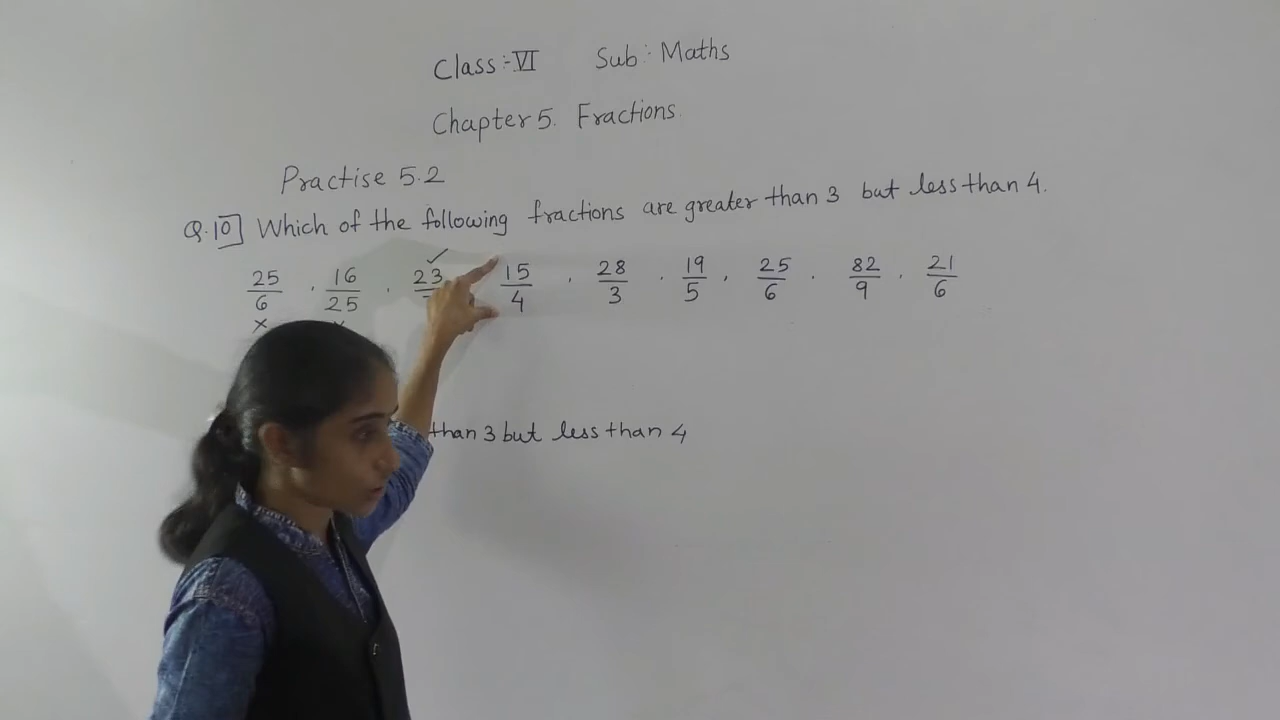 Class :- VI Sub :- Maths
Chapter 5. Fractions.
Practise 5.2
Q.10] Which of the following fractions are greater than 3 but less than 4.
25/6 , 16/25 , 23 15/4 , 28/3 , 19/5 , 25/6 , 82/9 , 21/6
than 3 but less than 4